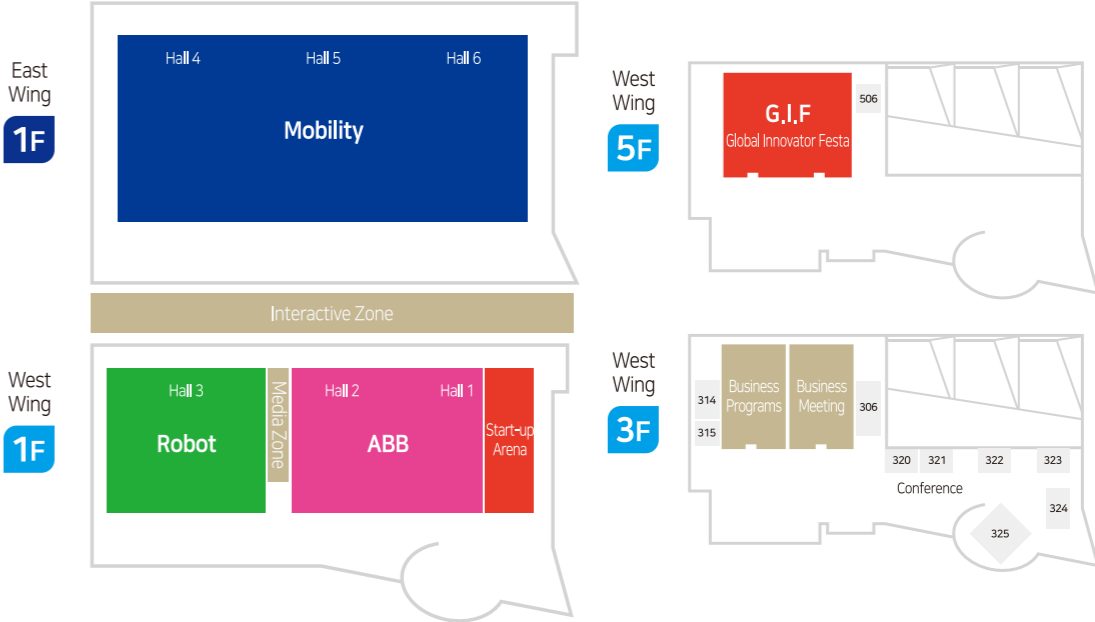 East
Wing
1F
Hall 4
Hall 5
Hall 6
Mobility
Interactive Zone
West
Wing
1F
Hall 3
Robot
Media Zone
Hall 2
Hall 1
ABB
Start-up
Arena
West
Wing
5F
G.I.F
Global Innovator Festa
506
West
Wing
3F
314
315
Business
Programs
Business
Meeting
306
320
321
322
323
Conference
324
325